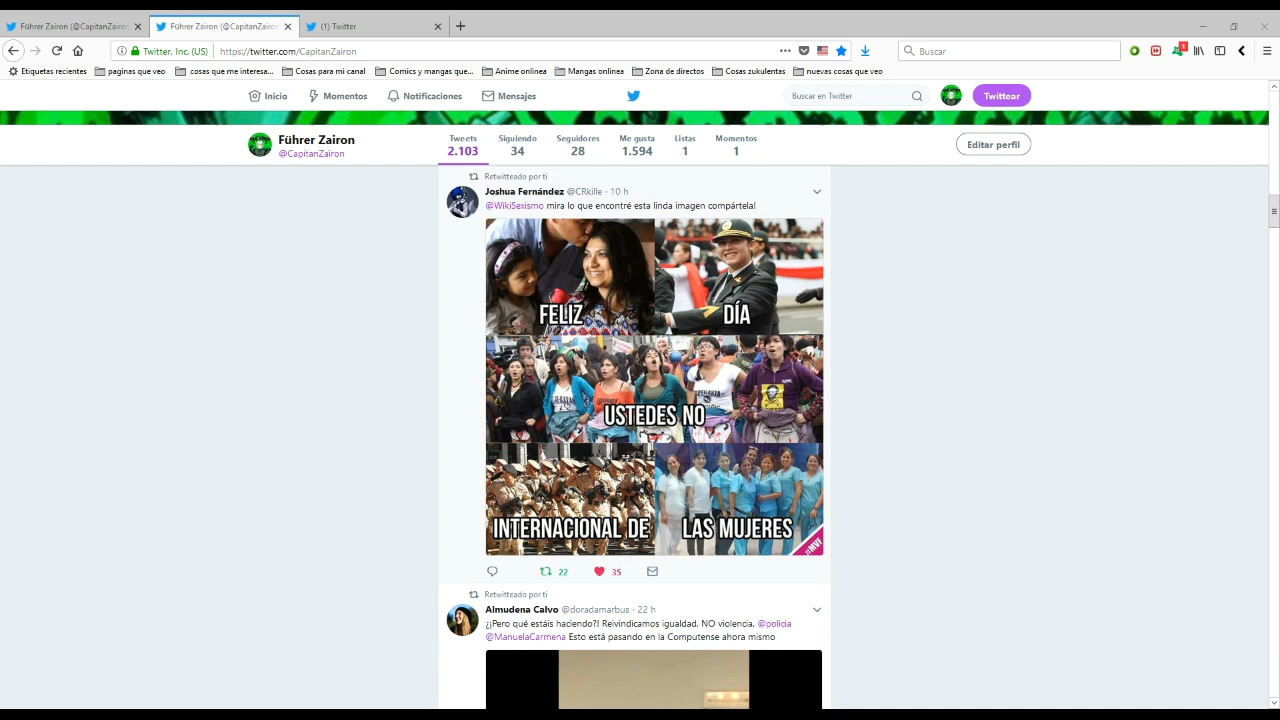 Führer Zairon (@CapitanZairon
Führer Zairon (@CapitanZairon
(1) Twitter
Twitter, Inc. (US)
https://twitter.com/CapitanZairon
Buscar
1
Etiquetas recientes
paginas que veo
cosas que me interesa...
Cosas para mi canal
Comics y mangas que...
Anime onlinea
Mangas onlinea
Zona de directos
Cosas zukulentas
nuevas cosas que veo
Inicio
Momentos
Notificaciones
Mensajes
Buscar en Twitter
Twittear
Führer Zairon
@CapitanZairon
Tweets
2.103
Siguiendo
34
Seguidores
28
Me gusta
1.594
Listas
1
Momentos
1
Editar perfil
Retwitteado por ti
Joshua Fernández @CRkille · 10 h
@WikiSexismo mira lo que encontré esta linda imagen compártela!
FELIZ
DÍA
USTEDES NO
INTERNACIONAL DE
LAS MUJERES
#MVF
22
35
Retwitteado por ti
Almudena Calvo @doradamarbus · 22 h
¿¡Pero qué estáis haciendo?! Reivindicamos igualdad, NO violencia. @policia
@ManuelaCarmena Esto está pasando en la Computense ahora mismo